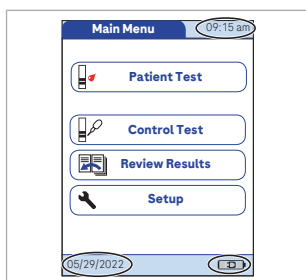 Main Menu 09:15 am
Patient Test
Control Test
Review Results
Setup
05/29/2022